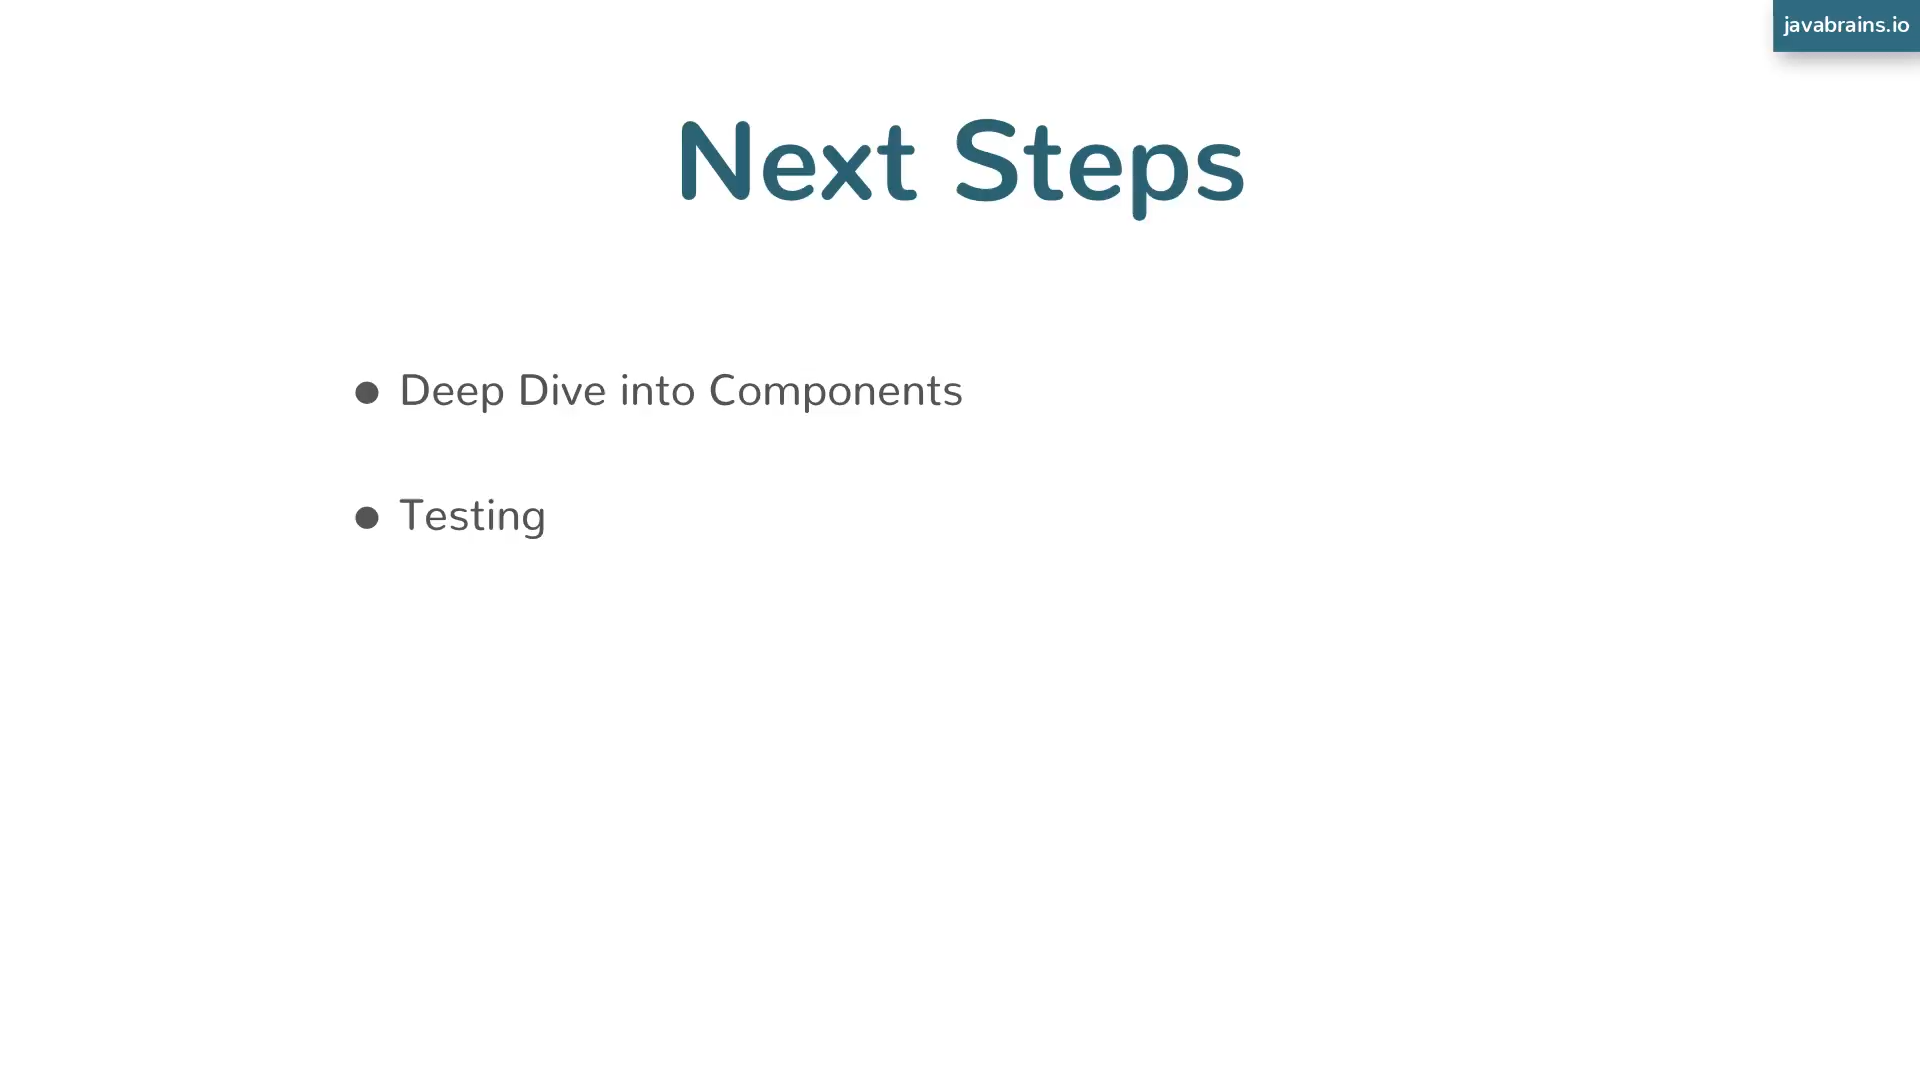 javabrains.io
Next Steps
● Deep Dive into Components
● Testing